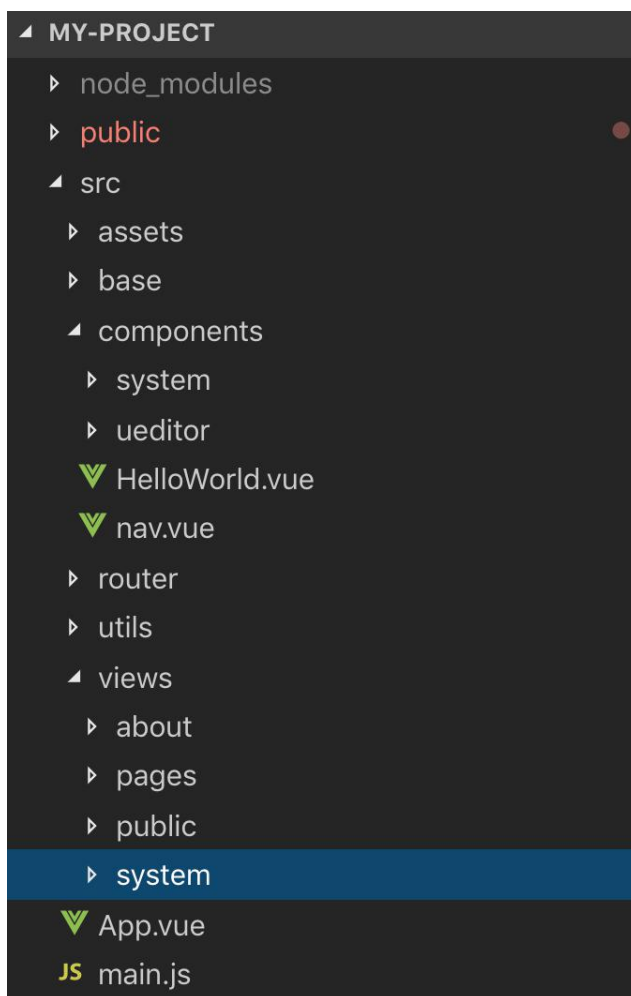 MY-PROJECT
node_modules
public
src
assets
base
components
system
ueditor
HelloWorld.vue
nav.vue
router
utils
views
about
pages
public
system
App.vue
JS main.js